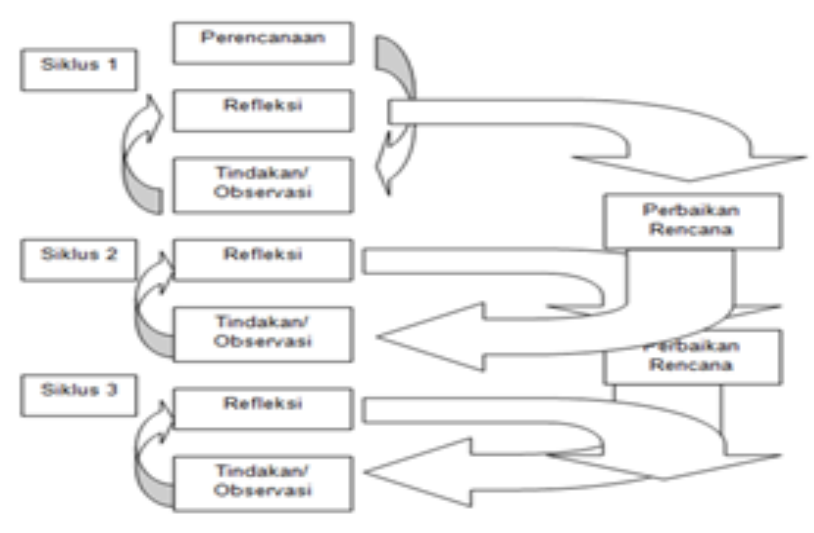 Perencanaan
Siklus 1
Refleksi
Tindakan/
Observasi
Perbaikan
Rencana
Siklus 2
Refleksi
Tindakan/
Observasi
Perbaikan
Rencana
Siklus 3
Refleksi
Tindakan/
Observasi